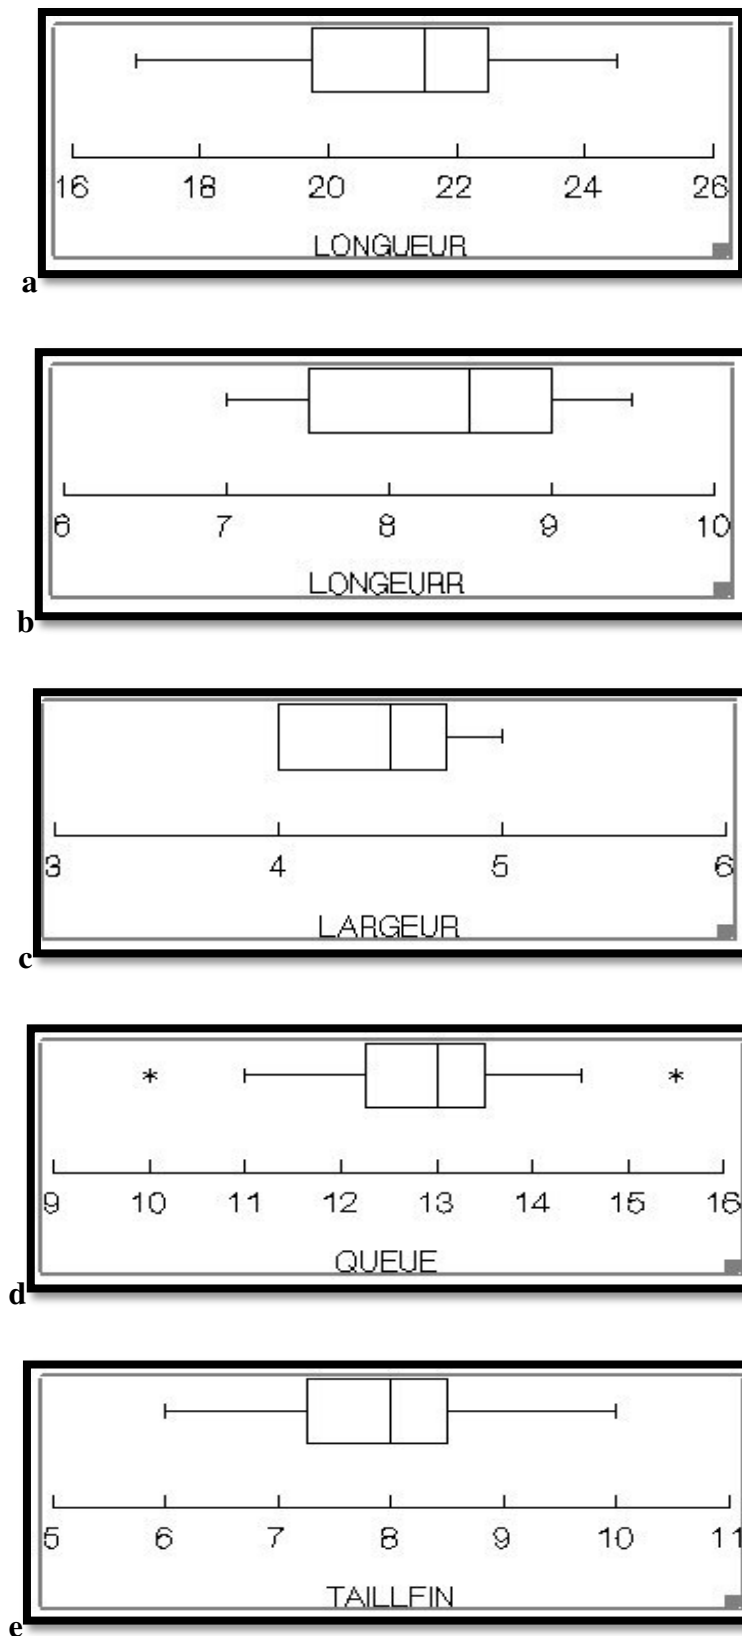 16 18 20 22 24 26
LONGUEUR
a
6 7 8 9 10
LONGEURR
b
3 4 5 6
LARGEUR
c
* *
9 10 11 12 13 14 15 16
QUEUE
d
5 6 7 8 9 10 11
TAILLFIN
e